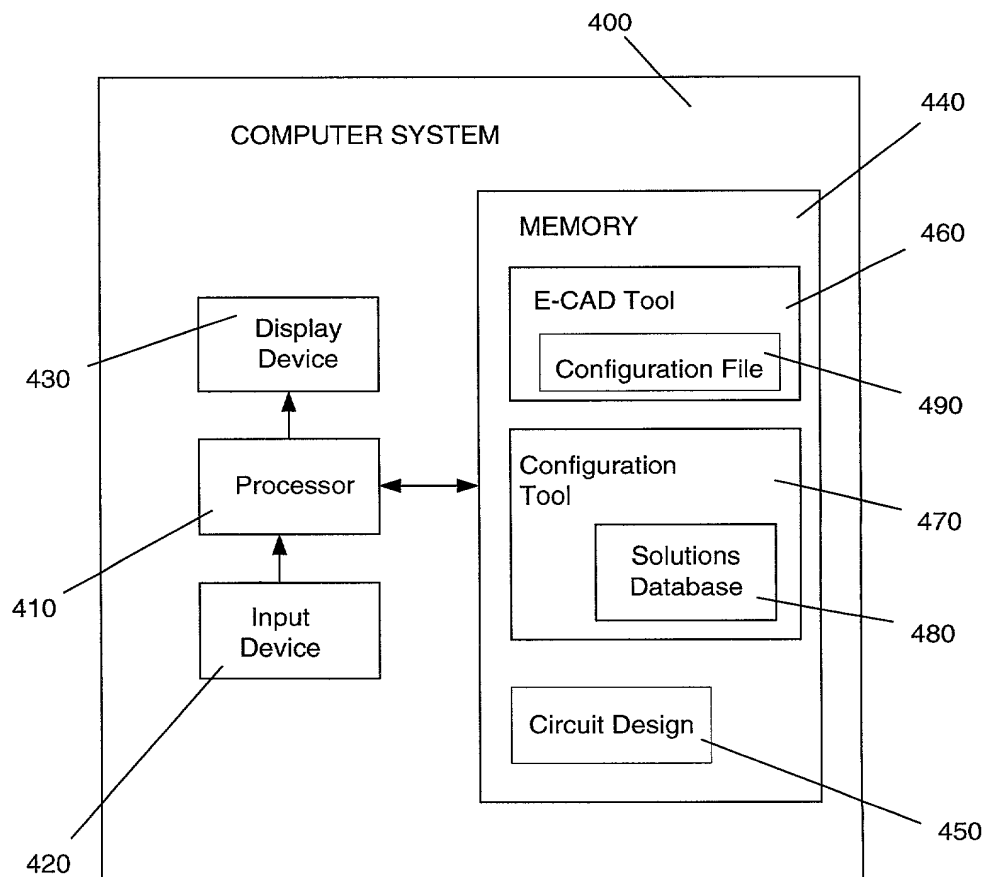 400
440
COMPUTER SYSTEM
MEMORY
460
E-CAD Tool
Display
Device
430
Configuration File
490
Configuration
Tool
Processor
470
Solutions
Database
410
Input
Device
480
Circuit Design
450
420